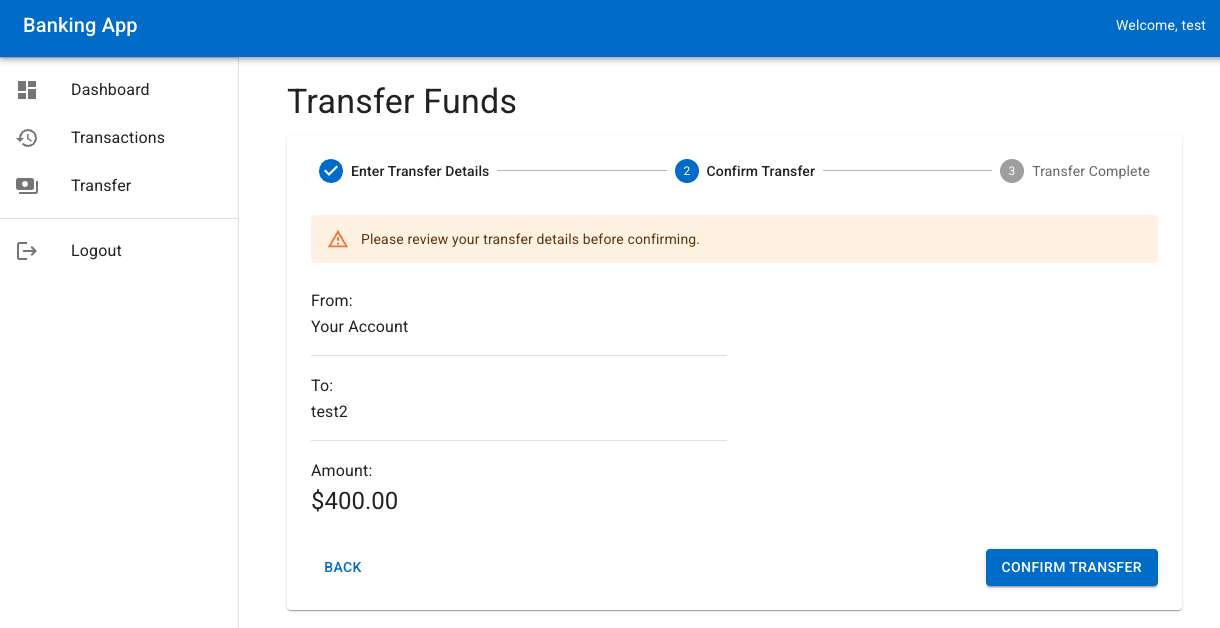 Banking App
Welcome, test
Dashboard
Transactions
Transfer
Logout
Transfer Funds
Enter Transfer Details
2 Confirm Transfer
3 Transfer Complete
Please review your transfer details before confirming.
From:
Your Account
To:
test2
Amount:
$400.00
BACK
CONFIRM TRANSFER